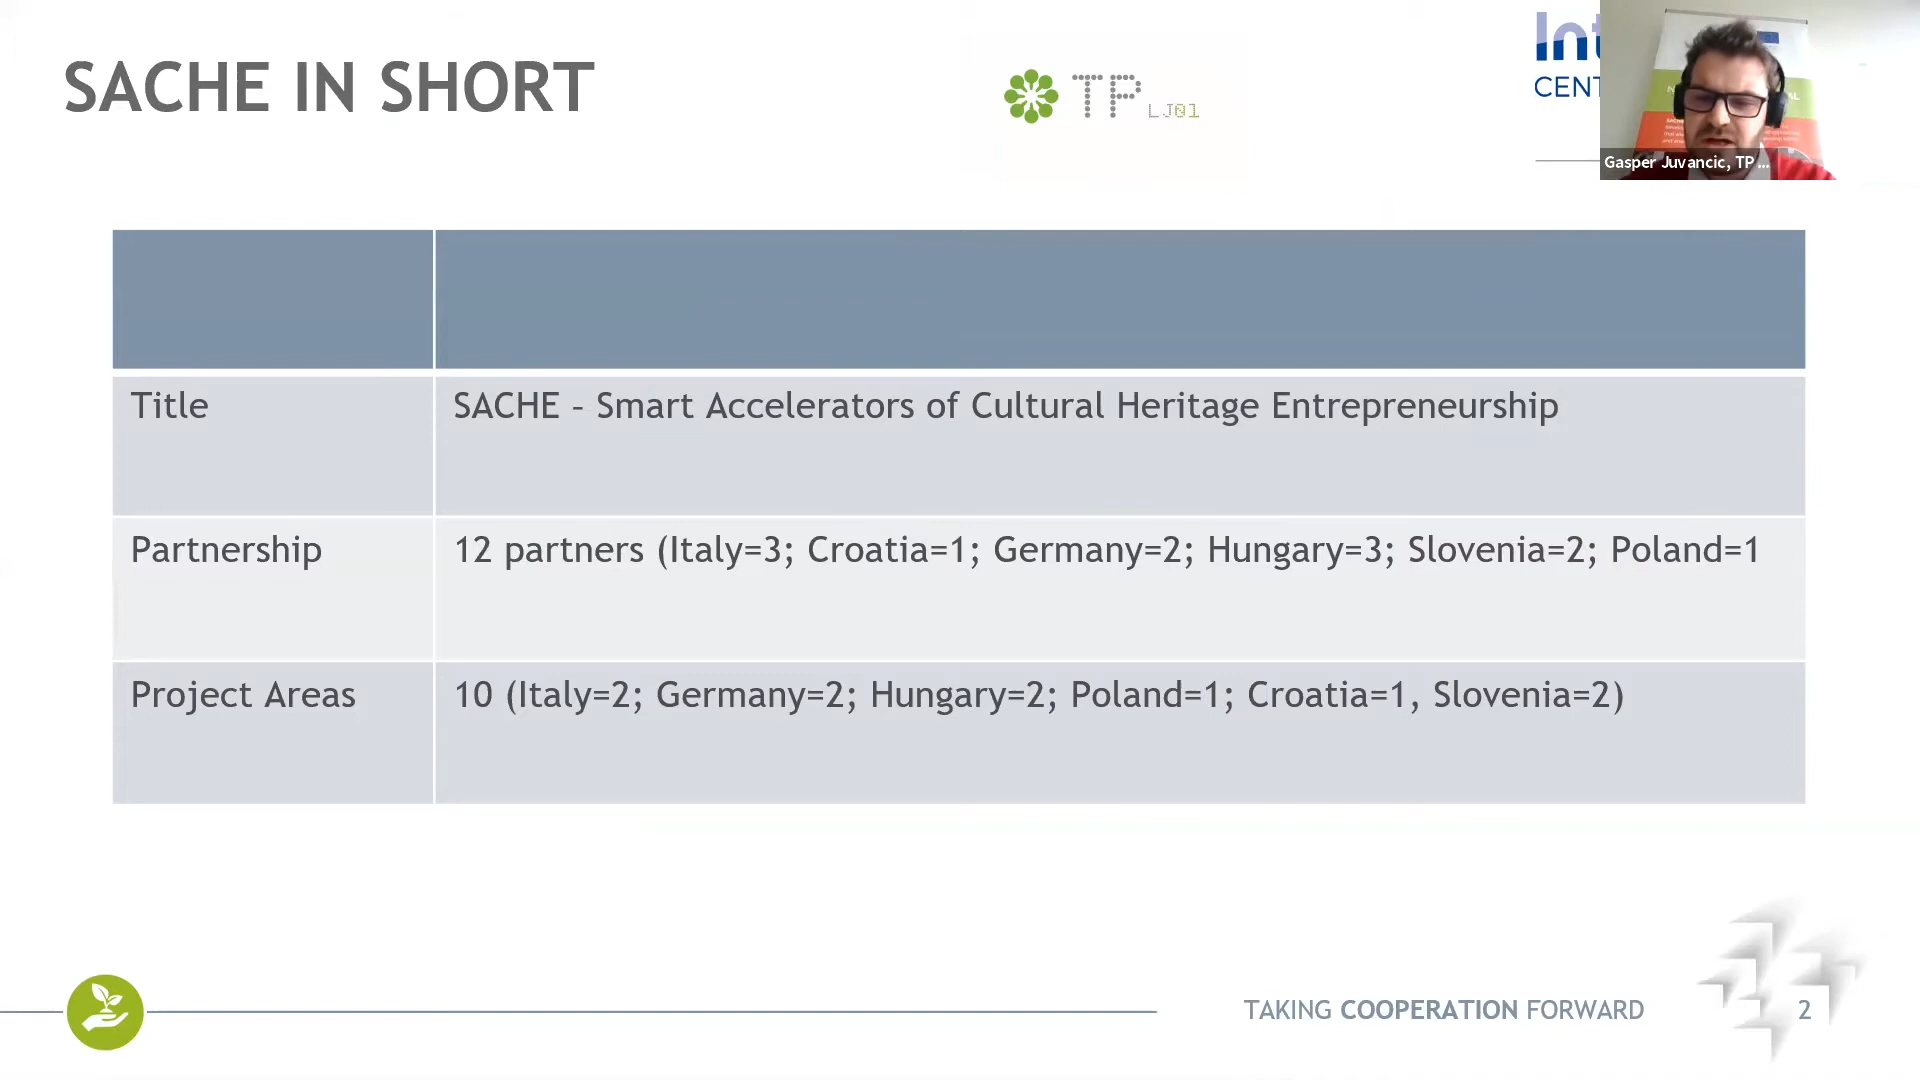 SACHE IN SHORT
TP LJ01
CENT
Gasper Juvancic, TP ...
Title
SACHE – Smart Accelerators of Cultural Heritage Entrepreneurship
Partnership
12 partners (Italy=3; Croatia=1; Germany=2; Hungary=3; Slovenia=2; Poland=1
Project Areas
10 (Italy=2; Germany=2; Hungary=2; Poland=1; Croatia=1, Slovenia=2)
TAKING COOPERATION FORWARD
2